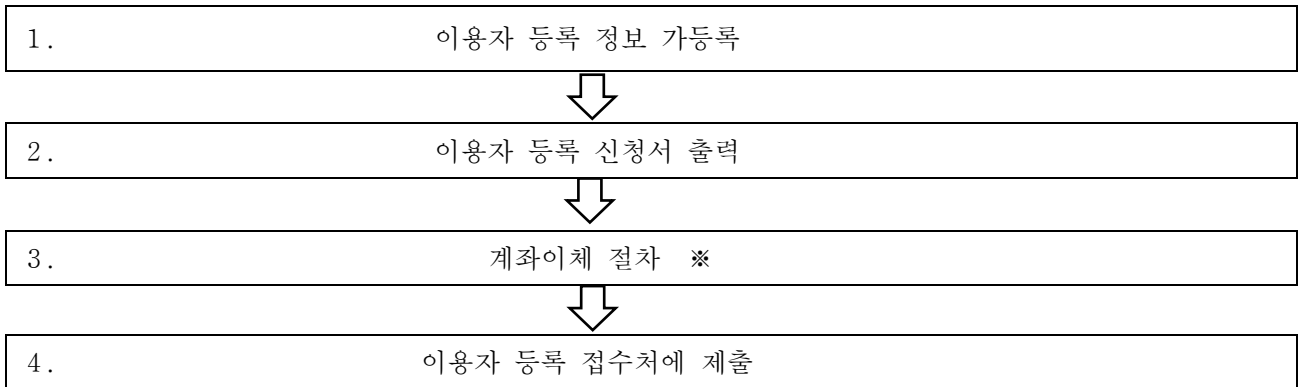 1. 이용자 등록 정보 가등록
2. 이용자 등록 신청서 출력
3. 계좌이체 절차 ※
4. 이용자 등록 접수처에 제출